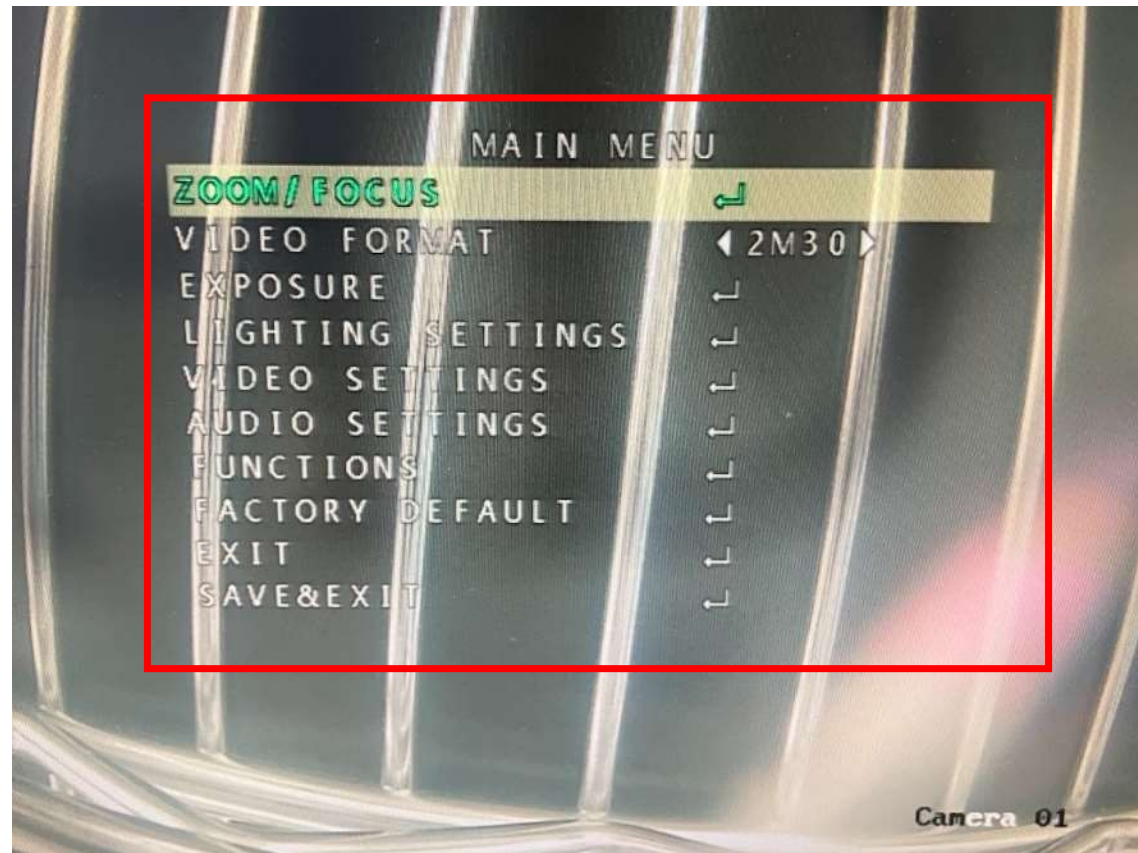 MAIN MENU
ZOOM/FOCUS ↵
VIDEO FORMAT ◀2M30▶
EXPOSURE ↵
LIGHTING SETTINGS ↵
VIDEO SETTINGS ↵
AUDIO SETTINGS ↵
FUNCTIONS ↵
FACTORY DEFAULT ↵
EXIT ↵
SAVE&EXIT ↵
Camera 01